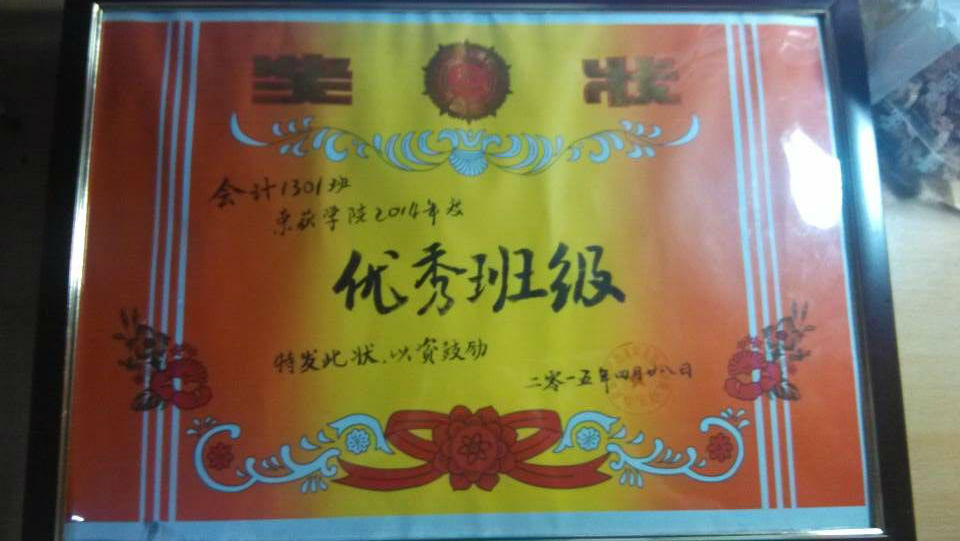 奖 状
会计1301班
荣获学院2014年度
优秀班级
特发此状、以资鼓励
二零一五年四月廿八日